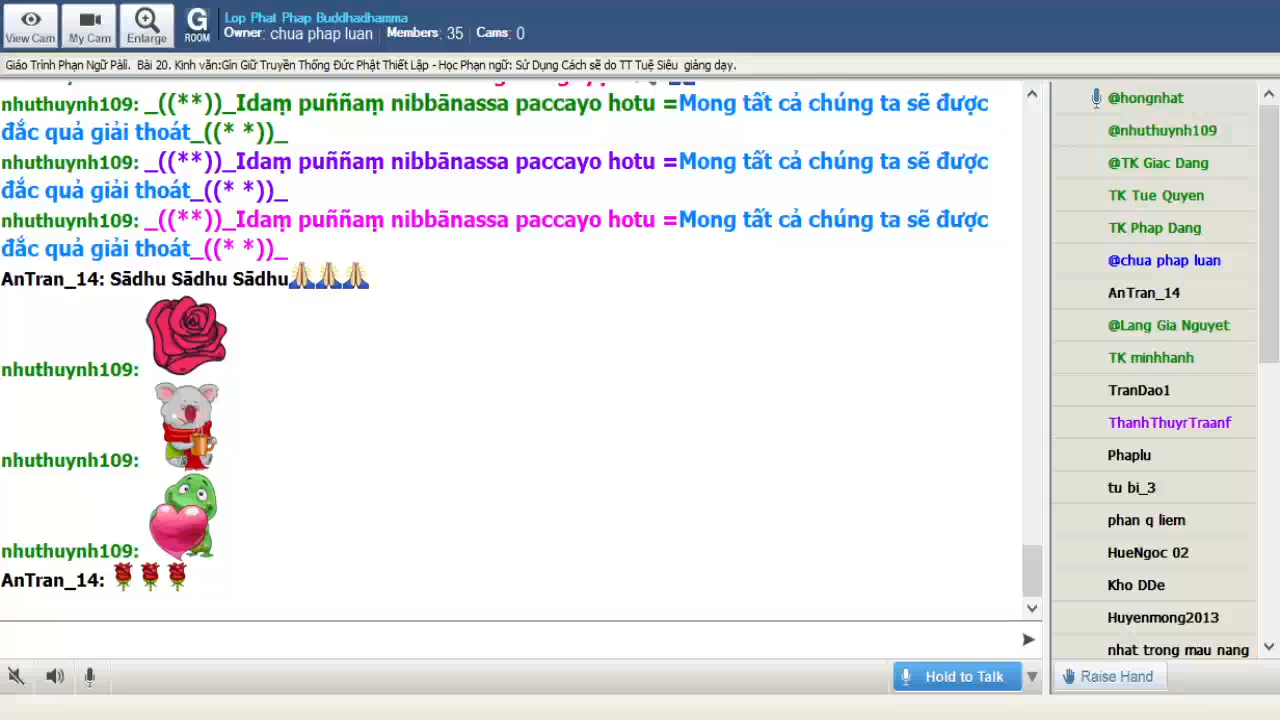 View Cam
My Cam
Enlarge
G
ROOM
Lop Phat Phap Buddhadhamma
Owner: chua phap luan Members: 35 Cams: 0
Giáo Trình Phạn Ngữ Pàli. Bài 20. Kinh văn:Gìn Giữ Truyền Thống Đức Phật Thiết Lập - Học Phạn ngữ: Sử Dụng Cách sẽ do TT Tuệ Siêu giảng dạy.
nhuthuynh109: _((**))_Idaṃ puññaṃ nibbānassa paccayo hotu =Mong tất cả chúng ta sẽ được
đắc quả giải thoát_((* *))_
nhuthuynh109: _((**))_Idaṃ puññaṃ nibbānassa paccayo hotu =Mong tất cả chúng ta sẽ được
đắc quả giải thoát_((* *))_
nhuthuynh109: _((**))_Idaṃ puññaṃ nibbānassa paccayo hotu =Mong tất cả chúng ta sẽ được
đắc quả giải thoát_((* *))_
AnTran_14: Sādhu Sādhu Sādhu
nhuthuynh109:
nhuthuynh109:
nhuthuynh109:
AnTran_14:
@hongnhat
@nhuthuynh109
@TK Giac Dang
TK Tue Quyen
TK Phap Dang
@chua phap luan
AnTran_14
@Lang Gia Nguyet
TK minhhanh
TranDao1
ThanhThuyrTraanf
Phaplu
tu bi_3
phan q liem
HueNgoc 02
Kho DDe
Huyenmong2013
nhat trong mau nang
Hold to Talk
Raise Hand